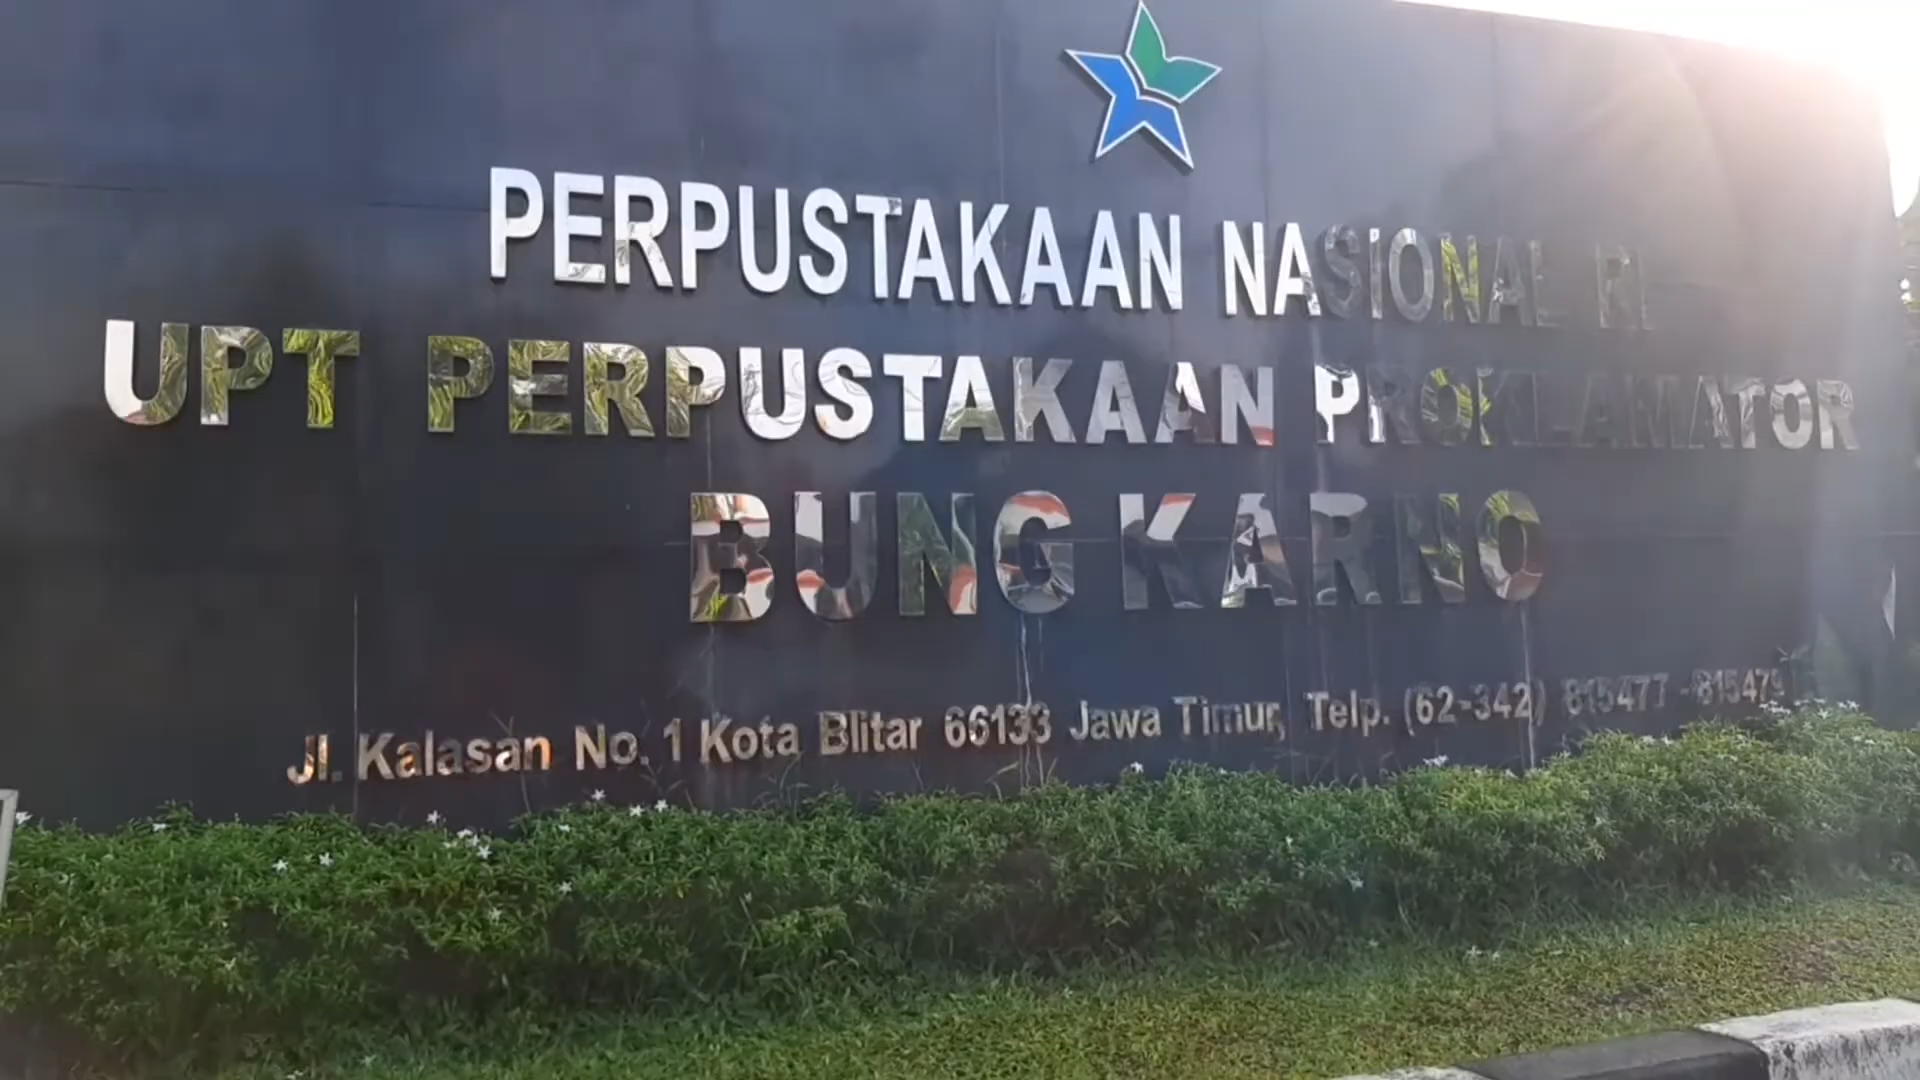 PERPUSTAKAAN NASIONAL RI
UPT PERPUSTAKAAN PROKLAMATOR
BUNG KARNO
Jl. Kalasan No. 1 Kota Blitar 66133 Jawa Timur, Telp. (62-342) 815477 - 815479